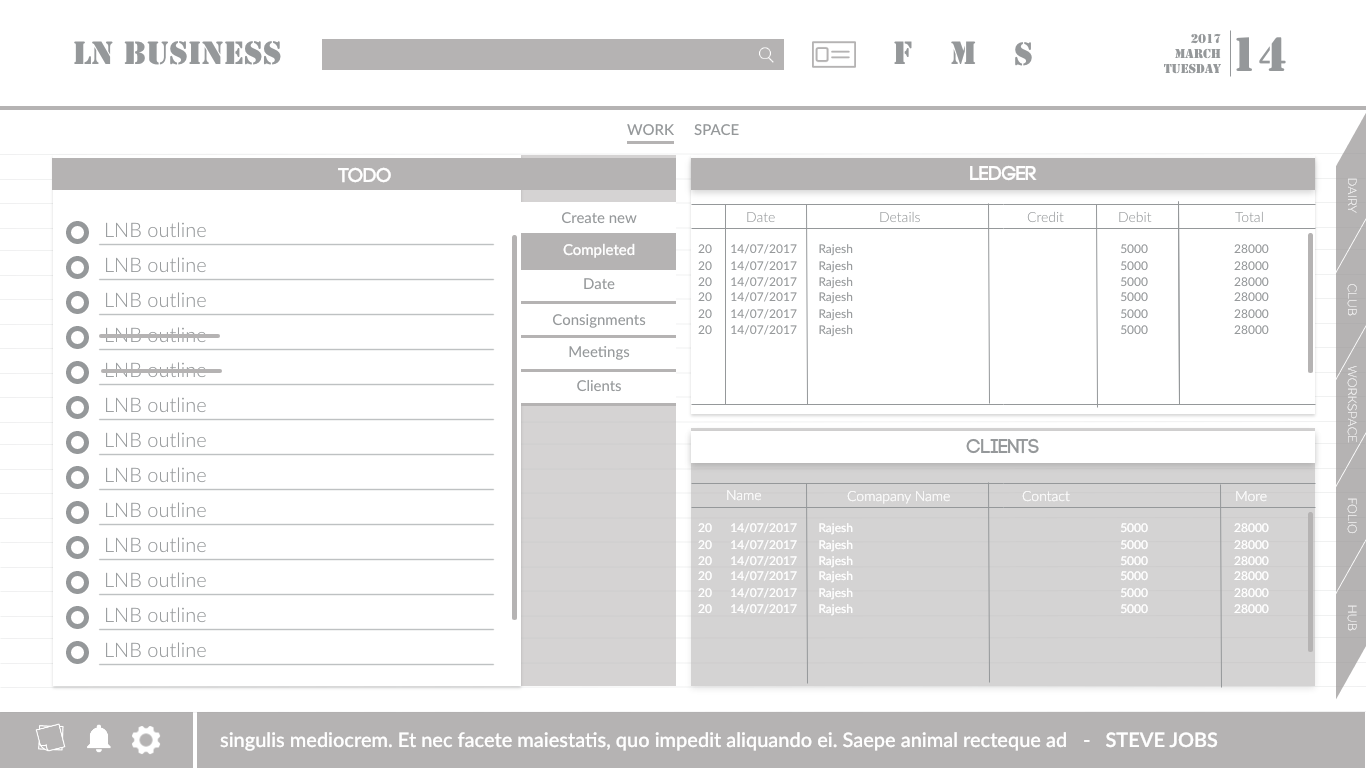 LN BUSINESS
F M S
2017
MARCH
TUESDAY
14
WORK SPACE
TODO
LNB outline
LNB outline
LNB outline
LNB outline
LNB outline
LNB outline
LNB outline
LNB outline
LNB outline
LNB outline
LNB outline
LNB outline
LNB outline
Create new
Completed
Date
Consignments
Meetings
Clients
LEDGER
Date Details Credit Debit Total
20 14/07/2017 Rajesh 5000 28000
20 14/07/2017 Rajesh 5000 28000
20 14/07/2017 Rajesh 5000 28000
20 14/07/2017 Rajesh 5000 28000
20 14/07/2017 Rajesh 5000 28000
20 14/07/2017 Rajesh 5000 28000
CLIENTS
Name Comapany Name Contact More
20 14/07/2017 Rajesh 5000 28000
20 14/07/2017 Rajesh 5000 28000
20 14/07/2017 Rajesh 5000 28000
20 14/07/2017 Rajesh 5000 28000
20 14/07/2017 Rajesh 5000 28000
20 14/07/2017 Rajesh 5000 28000
DAIRY
CLUB
WORKSPACE
FOLIO
HUB
singulis mediocrem. Et nec facete maiestatis, quo impedit aliquando ei. Saepe animal recteque ad - STEVE JOBS